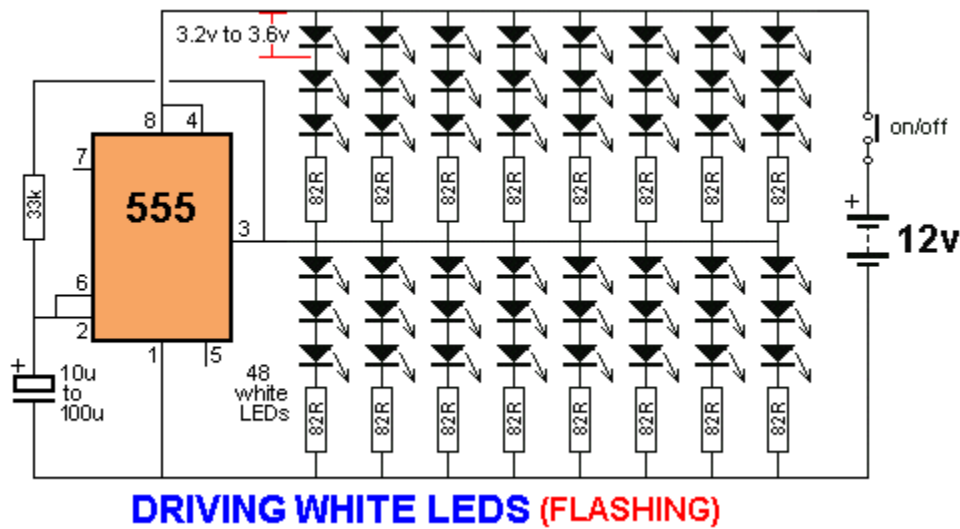 3.2v to 3.6v
8
4
7
555
33k
3
6
2
1
5
+
10u
to
100u
48
white
LEDs
82R 82R 82R 82R 82R 82R 82R 82R
82R 82R 82R 82R 82R 82R 82R 82R
on/off
+
12v
DRIVING WHITE LEDS (FLASHING)